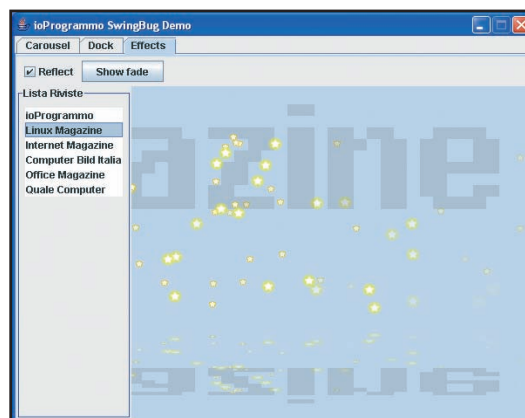 ioProgrammo SwingBug Demo
Carousel Dock Effects
Reflect Show fade
Lista Riviste
ioProgrammo
Linux Magazine
Internet Magazine
Computer Bild Italia
Office Magazine
Quale Computer
azine